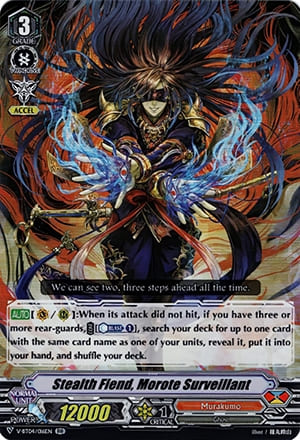 3
GRADE
ACCEL
We can see two, three steps ahead all the time.
AUTO [ ]:When its attack did not hit, if you have three or
more rear-guards, [ BLAST 1], search your deck for up to one card
with the same card name as one of your units, reveal it, put it into
your hand, and shuffle your deck.
Stealth Fiend, Morote Surveillant
NORMAL
UNIT
V-BT04/016EN RR
POWER
12000
1
CRITICAL
Murakumo
Ghost